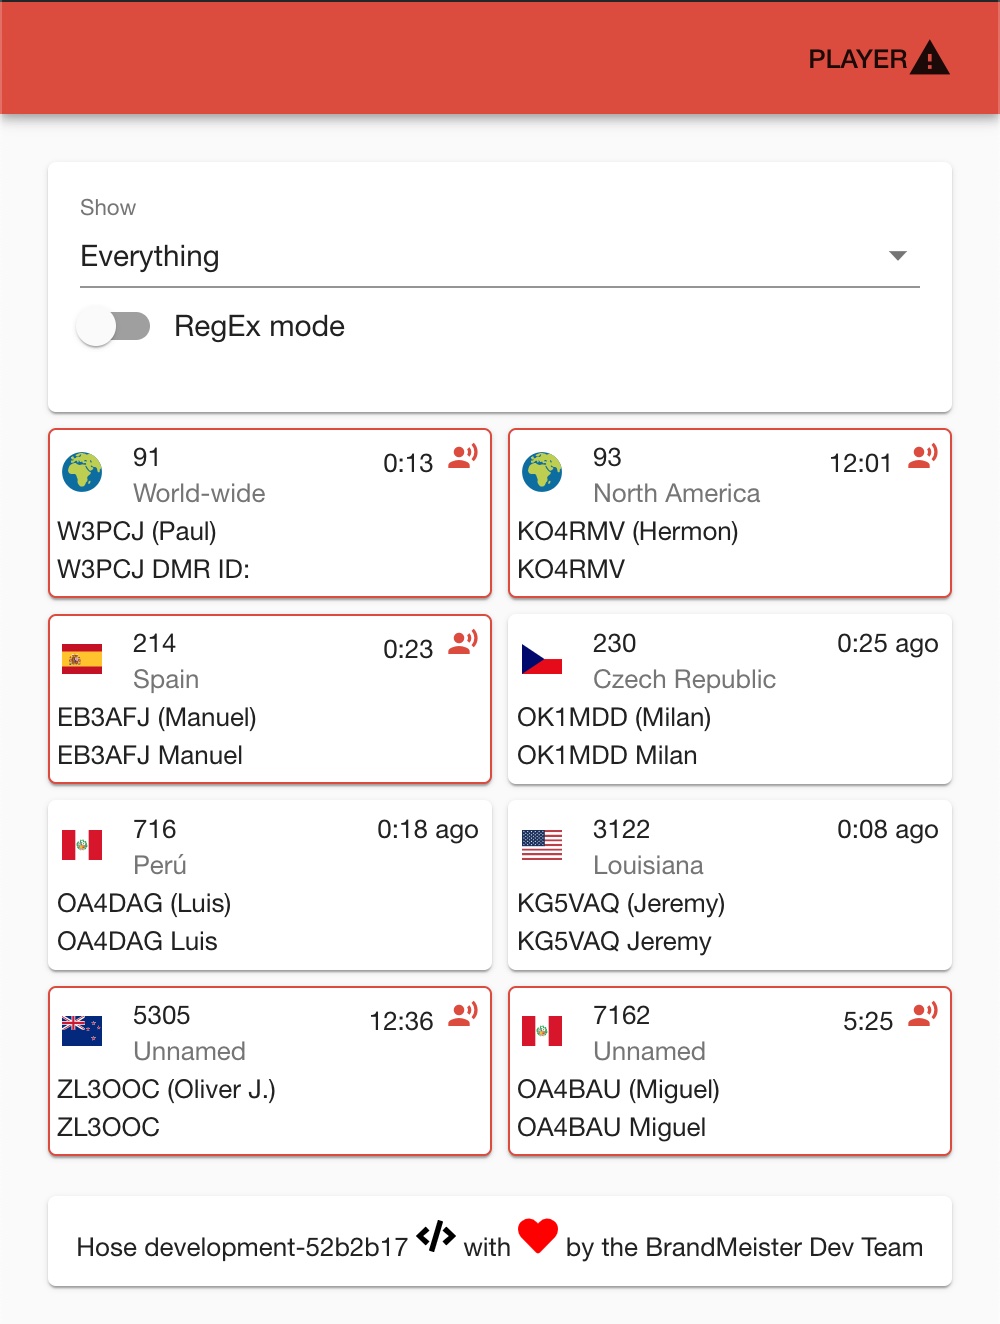 PLAYER
Show
Everything
RegEx mode
91
0:13
World-wide
W3PCJ (Paul)
W3PCJ DMR ID:
93
12:01
North America
KO4RMV (Hermon)
KO4RMV
214
0:23
Spain
EB3AFJ (Manuel)
EB3AFJ Manuel
230
0:25 ago
Czech Republic
OK1MDD (Milan)
OK1MDD Milan
716
0:18 ago
Perú
OA4DAG (Luis)
OA4DAG Luis
3122
0:08 ago
Louisiana
KG5VAQ (Jeremy)
KG5VAQ Jeremy
5305
12:36
Unnamed
ZL3OOC (Oliver J.)
ZL3OOC
7162
5:25
Unnamed
OA4BAU (Miguel)
OA4BAU Miguel
Hose development-52b2b17 </> with ❤ by the BrandMeister Dev Team